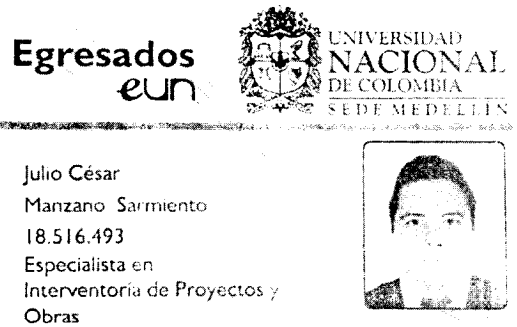 Egresados
eun
UNIVERSIDAD
NACIONAL
DE COLOMBIA
SEDE MEDELLÍN
Julio César
Manzano Sarmiento
18.516.493
Especialista en
Interventoría de Proyectos y
Obras